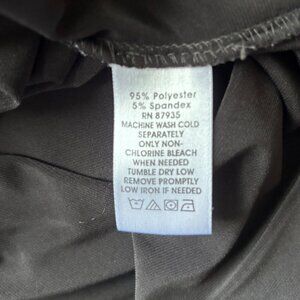 95% Polyester
5% Spandex
RN 87935
MACHINE WASH COLD
SEPARATELY
ONLY NON-
CHLORINE BLEACH
WHEN NEEDED
TUMBLE DRY LOW
REMOVE PROMPTLY
LOW IRON IF NEEDED